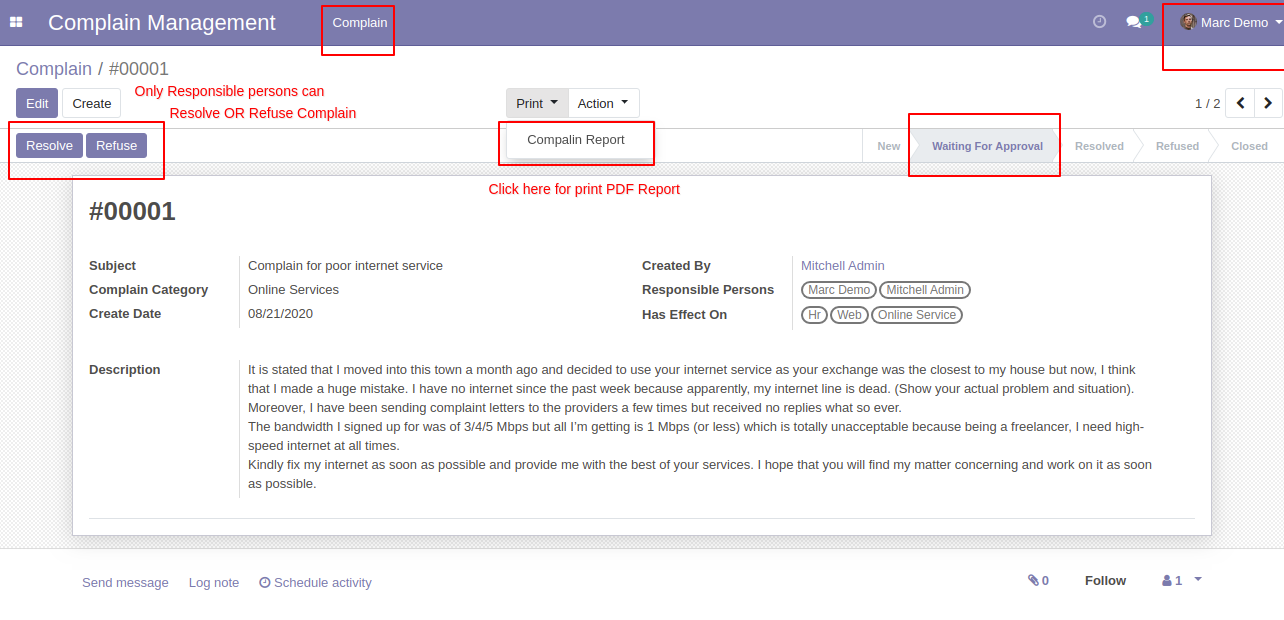 Complain Management Complain 1 Marc Demo
Complain / #00001
Only Responsible persons can
Edit Create Print Action 1 / 2
Resolve OR Refuse Complain
Resolve Refuse Compalin Report New Waiting For Approval Resolved Refused Closed
Click here for print PDF Report
#00001
Subject Complain for poor internet service Created By Mitchell Admin
Complain Category Online Services Responsible Persons Marc Demo Mitchell Admin
Create Date 08/21/2020 Has Effect On Hr Web Online Service
Description It is stated that I moved into this town a month ago and decided to use your internet service as your exchange was the closest to my house but now, I think
that I made a huge mistake. I have no internet since the past week because apparently, my internet line is dead. (Show your actual problem and situation).
Moreover, I have been sending complaint letters to the providers a few times but received no replies what so ever.
The bandwidth I signed up for was of 3/4/5 Mbps but all I'm getting is 1 Mbps (or less) which is totally unacceptable because being a freelancer, I need high-
speed internet at all times.
Kindly fix my internet as soon as possible and provide me with the best of your services. I hope that you will find my matter concerning and work on it as soon
as possible.
Send message Log note Schedule activity 0 Follow 1